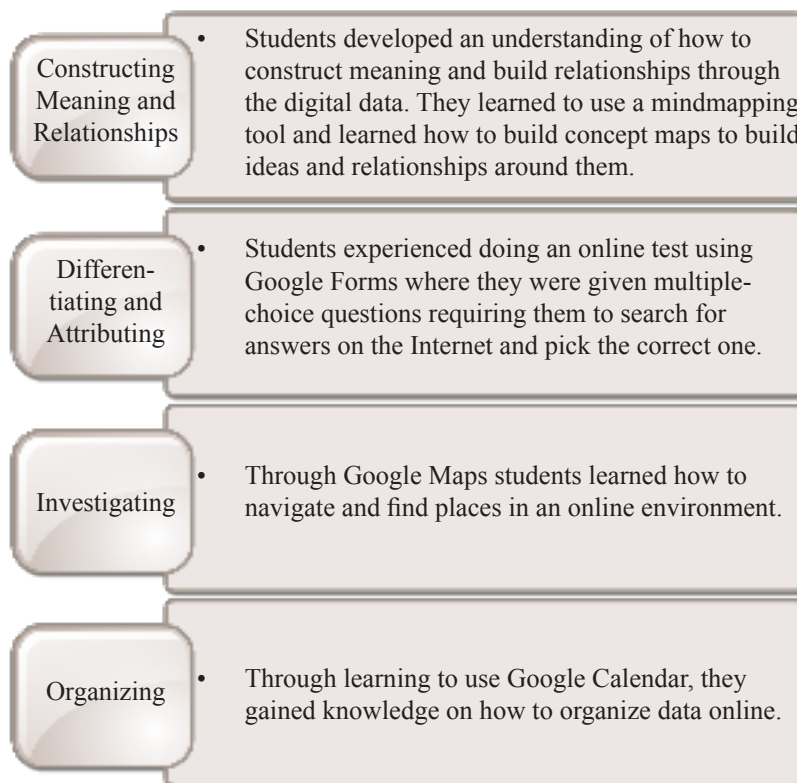 Constructing
Meaning and
Relationships
• Students developed an understanding of how to
construct meaning and build relationships through
the digital data. They learned to use a mindmapping
tool and learned how to build concept maps to build
ideas and relationships around them.
Differen-
tiating and
Attributing
• Students experienced doing an online test using
Google Forms where they were given multiple-
choice questions requiring them to search for
answers on the Internet and pick the correct one.
Investigating
• Through Google Maps students learned how to
navigate and find places in an online environment.
Organizing
• Through learning to use Google Calendar, they
gained knowledge on how to organize data online.